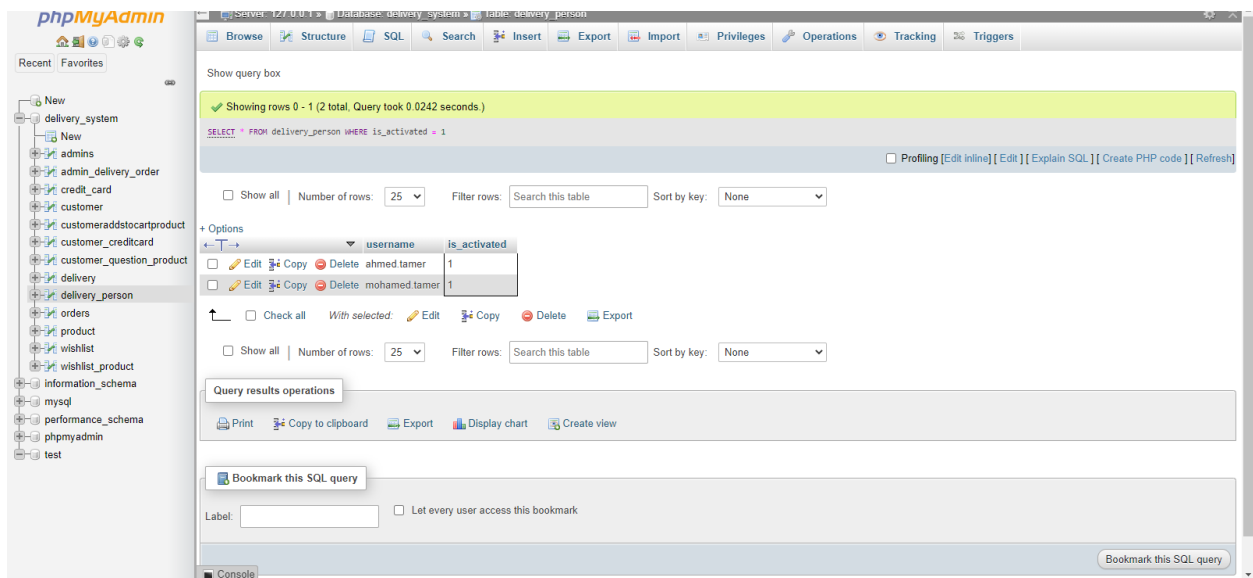 phpMyAdmin
Recent Favorites
New
delivery_system
New
admins
admin_delivery_order
credit_card
customer
customeraddstocartproduct
customer_creditcard
customer_question_product
delivery
delivery_person
orders
product
wishlist
wishlist_product
information_schema
mysql
performance_schema
phpmyadmin
test
Server: 127.0.0.1 » Database: delivery_system » Table: delivery_person
Browse Structure SQL Search Insert Export Import Privileges Operations Tracking Triggers
Show query box
Showing rows 0 - 1 (2 total, Query took 0.0242 seconds.)
SELECT * FROM delivery_person WHERE is_activated = 1
Profiling [Edit inline] [ Edit ] [ Explain SQL ] [ Create PHP code ] [ Refresh]
Show all | Number of rows: 25 Filter rows: Search this table Sort by key: None
+ Options
←T→ username is_activated
Edit Copy Delete ahmed.tamer 1
Edit Copy Delete mohamed.tamer 1
Check all With selected: Edit Copy Delete Export
Show all | Number of rows: 25 Filter rows: Search this table Sort by key: None
Query results operations
Print Copy to clipboard Export Display chart Create view
Bookmark this SQL query
Label: Let every user access this bookmark
Bookmark this SQL query
Console